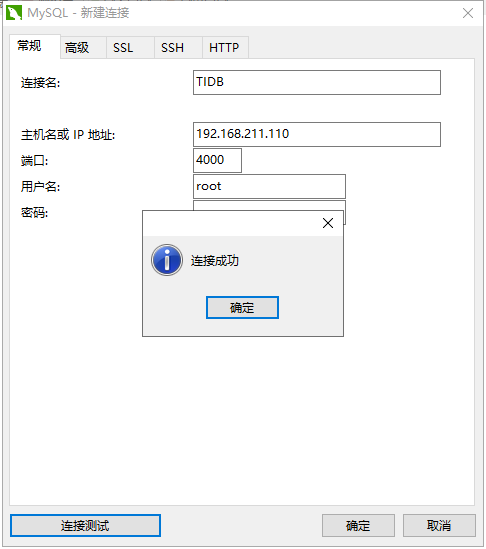 MySQL - 新建连接
常规 高级 SSL SSH HTTP
连接名: TIDB
主机名或 IP 地址: 192.168.211.110
端口: 4000
用户名: root
密码:
连接成功
确定
连接测试 确定 取消